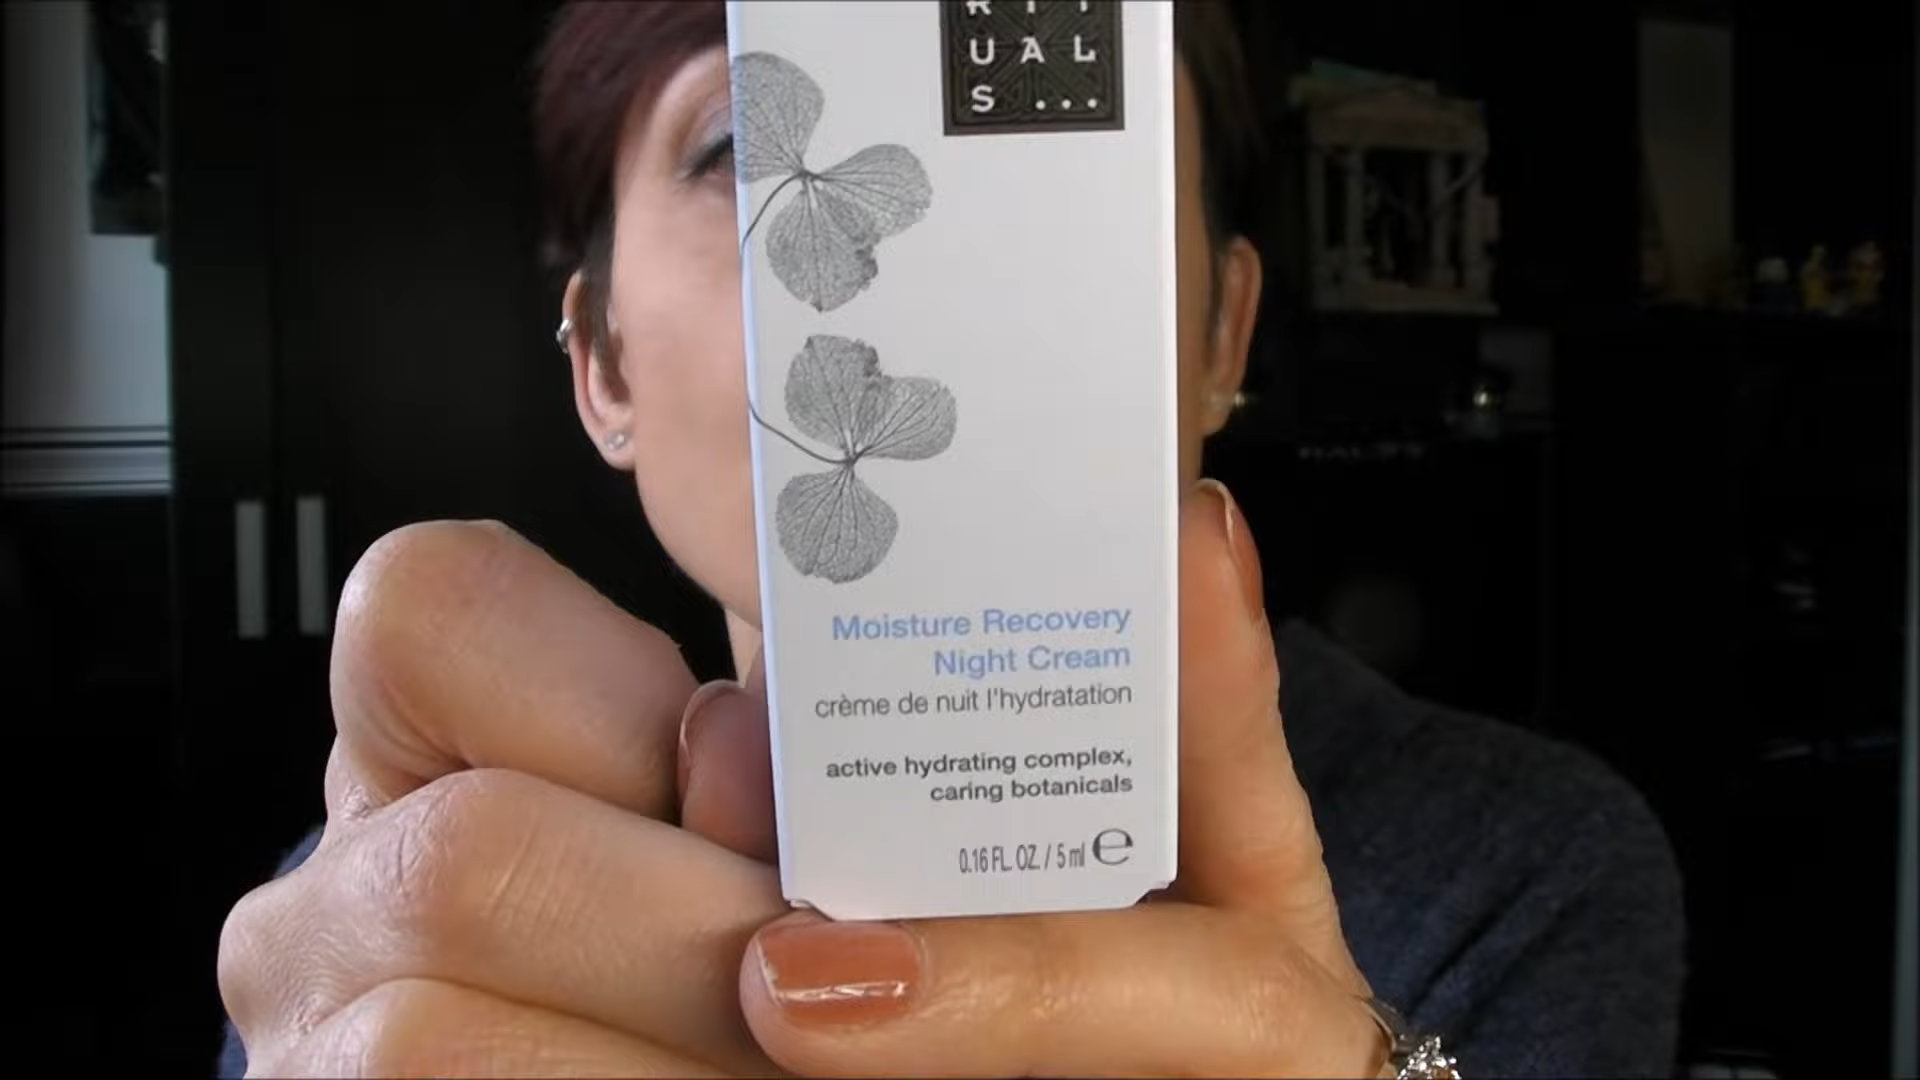 RIT
UAL
S...
Moisture Recovery
Night Cream
crème de nuit l'hydratation
active hydrating complex,
caring botanicals
0.16 FL. OZ. / 5 ml e